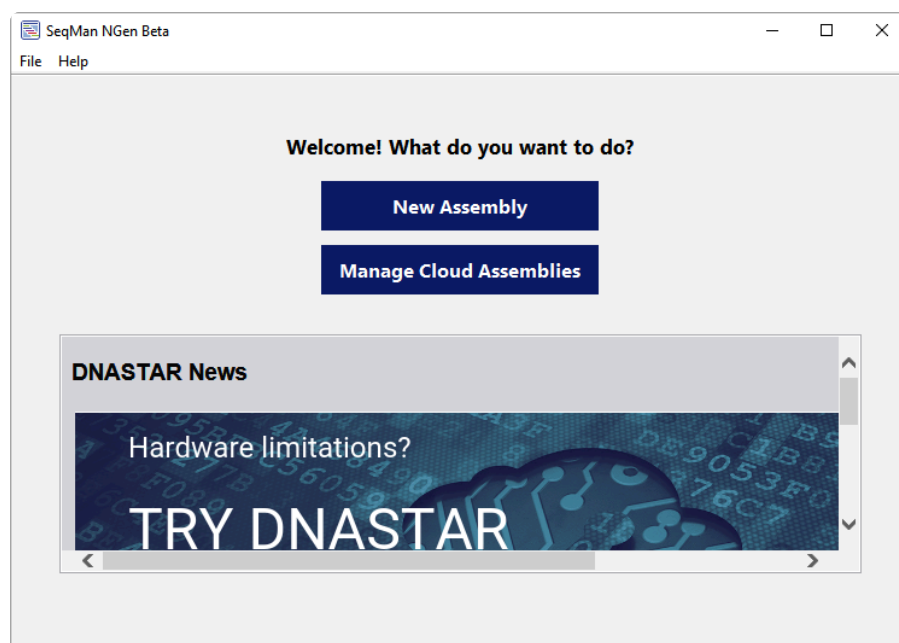 SeqMan NGen Beta
File Help
Welcome! What do you want to do?
New Assembly
Manage Cloud Assemblies
DNASTAR News
Hardware limitations?
TRY DNASTAR